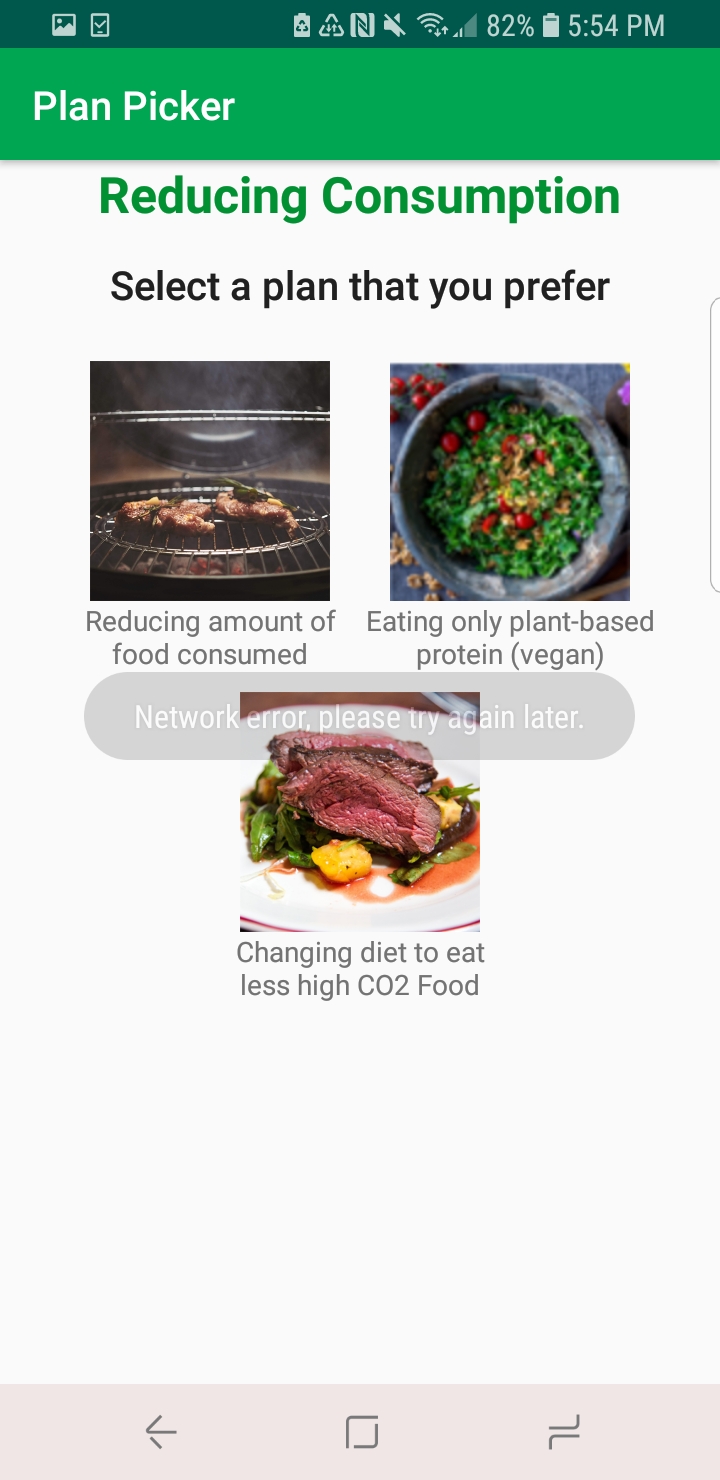 82% 5:54 PM
Plan Picker
Reducing Consumption
Select a plan that you prefer
Reducing amount of
food consumed
Eating only plant-based
protein (vegan)
Network error, please try again later.
Changing diet to eat
less high CO2 Food